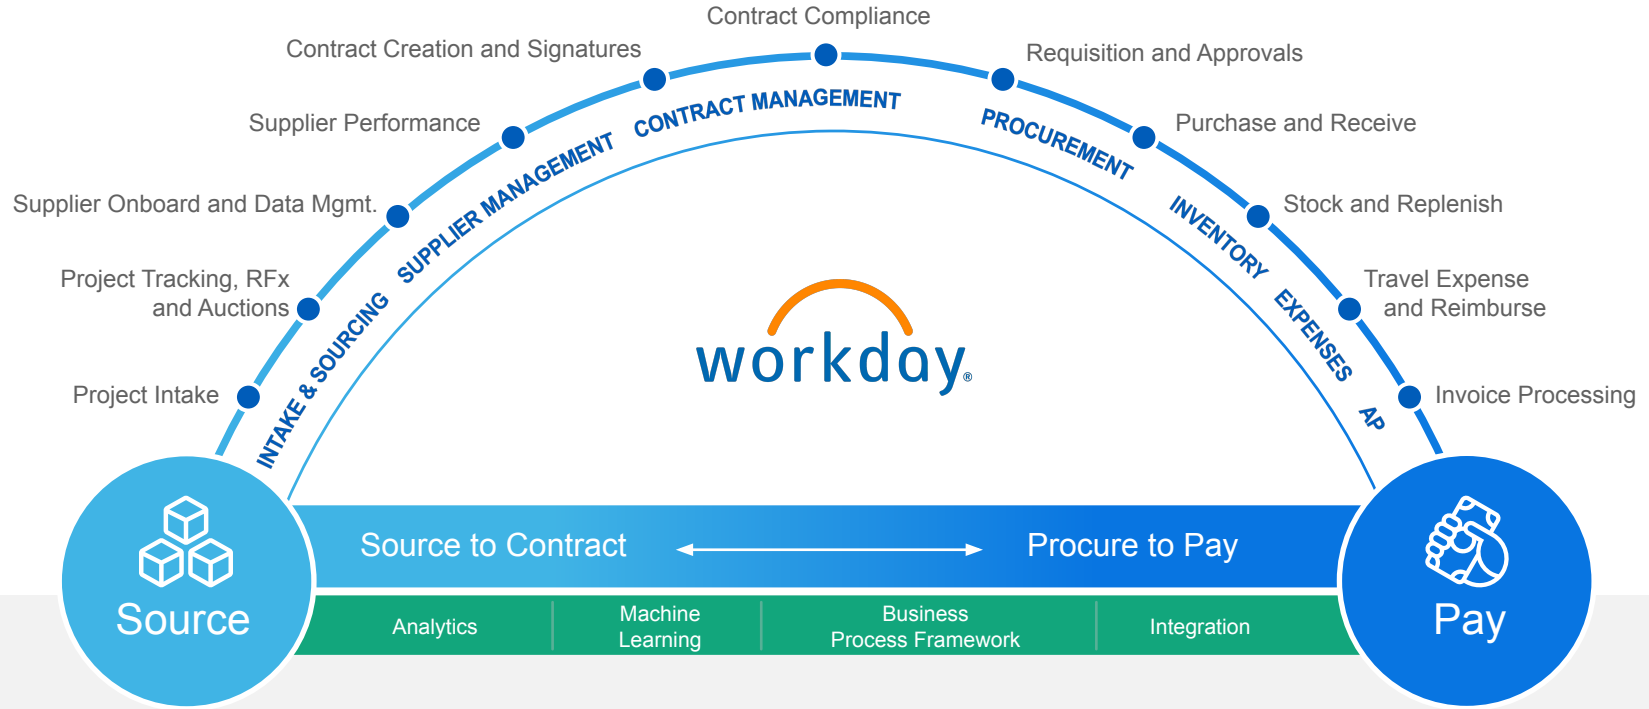 Contract Compliance
Contract Creation and Signatures
Requisition and Approvals
Supplier Performance
Purchase and Receive
Supplier Onboard and Data Mgmt.
Stock and Replenish
Project Tracking, RFx
and Auctions
Travel Expense
and Reimburse
Project Intake
Invoice Processing
INTAKE & SOURCING
SUPPLIER MANAGEMENT
CONTRACT MANAGEMENT
PROCUREMENT
INVENTORY
EXPENSES
AP
workday®
Source to Contract
Procure to Pay
Source
Pay
Analytics
Machine
Learning
Business
Process Framework
Integration